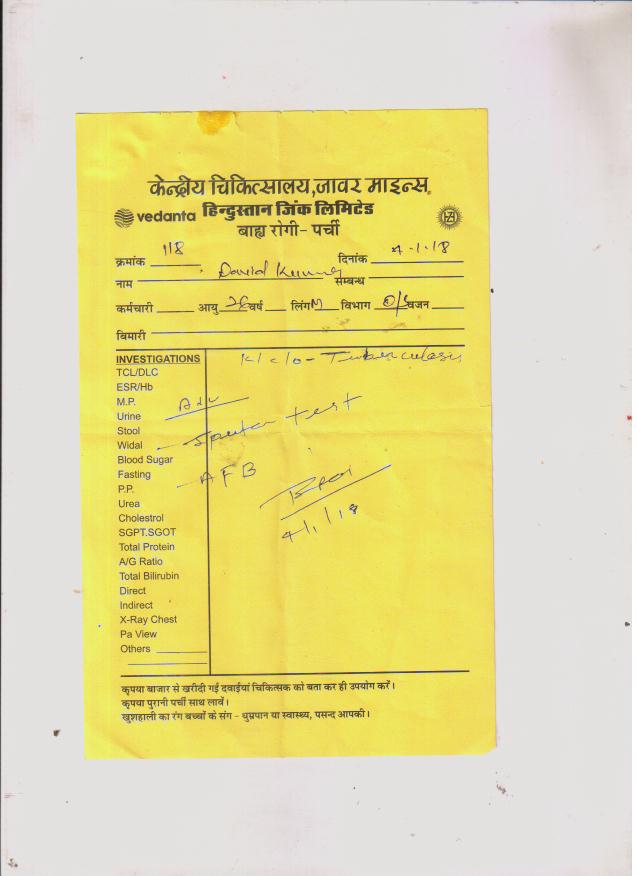 केन्द्रीय चिकित्सालय, जावर माइन्स
vedanta हिन्दुस्तान जिंक लिमिटेड
बाह्य रोगी - पर्ची
क्रमांक 118 दिनांक 4-1-18
नाम David Kumar सम्बन्ध
कर्मचारी आयु वर्ष लिंग M विभाग वजन
बिमारी
INVESTIGATIONS K/c/o - Tuberculosis
TCL/DLC
ESR/Hb
M.P. Adv
Urine
Stool
Widal - Sputum test
Blood Sugar
Fasting - AFB
P.P.
Urea
4/1/18
Cholestrol
SGPT.SGOT
Total Protein
A/G Ratio
Total Bilirubin
Direct
Indirect
X-Ray Chest
Pa View
Others
कृपया बाजार से खरीदी गई दवाईयां चिकित्सक को बता कर ही उपयोग करें।
कृपया पुरानी पर्ची साथ लावें।
खुशहाली का रंग बच्चों के संग - धुम्रपान या स्वास्थ्य, पसन्द आपकी।